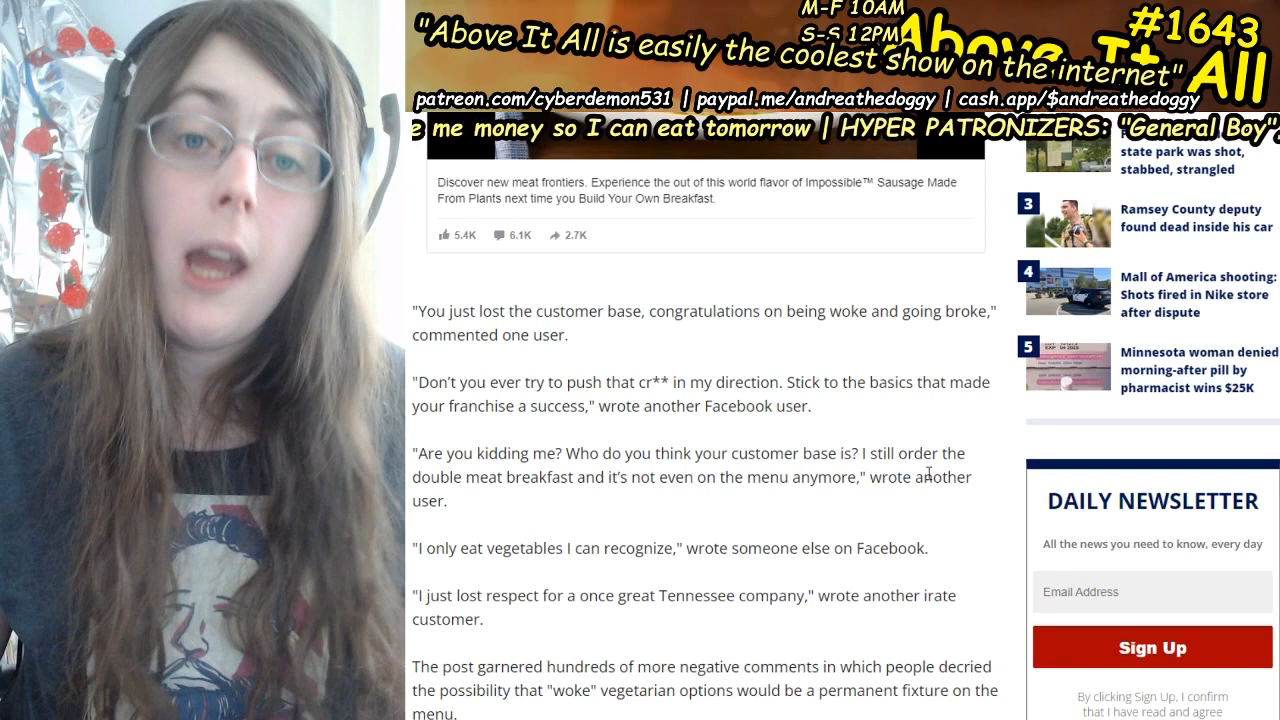 M-F 10AM
S-S 12PM
Above It All
#1643
"Above It All is easily the coolest show on the internet"
patreon.com/cyberdemon531 | paypal.me/andreathedoggy | cash.app/$andreathedoggy
e me money so I can eat tomorrow | HYPER PATRONIZERS: "General Boy"
Discover new meat frontiers. Experience the out of this world flavor of Impossible™ Sausage Made
From Plants next time you Build Your Own Breakfast.
5.4K 6.1K 2.7K
"You just lost the customer base, congratulations on being woke and going broke,"
commented one user.
"Don't you ever try to push that cr** in my direction. Stick to the basics that made
your franchise a success," wrote another Facebook user.
"Are you kidding me? Who do you think your customer base is? I still order the
double meat breakfast and it's not even on the menu anymore," wrote another
user.
"I only eat vegetables I can recognize," wrote someone else on Facebook.
"I just lost respect for a once great Tennessee company," wrote another irate
customer.
The post garnered hundreds of more negative comments in which people decried
the possibility that "woke" vegetarian options would be a permanent fixture on the
menu.
state park was shot,
stabbed, strangled
3
Ramsey County deputy
found dead inside his car
4
Mall of America shooting:
Shots fired in Nike store
after dispute
5
Minnesota woman denied
morning-after pill by
pharmacist wins $25K
DAILY NEWSLETTER
All the news you need to know, every day
Email Address
Sign Up
By clicking Sign Up, I confirm
that I have read and agree